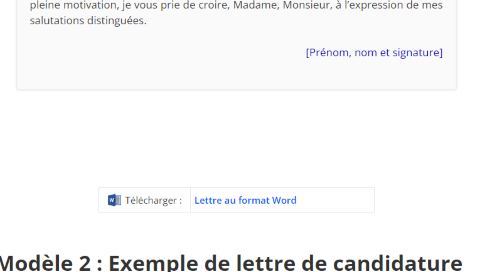 pleine motivation, je vous prie de croire, Madame, Monsieur, à l’expression de mes
salutations distinguées.
[Prénom, nom et signature]
Télécharger : Lettre au format Word
Modèle 2 : Exemple de lettre de candidature